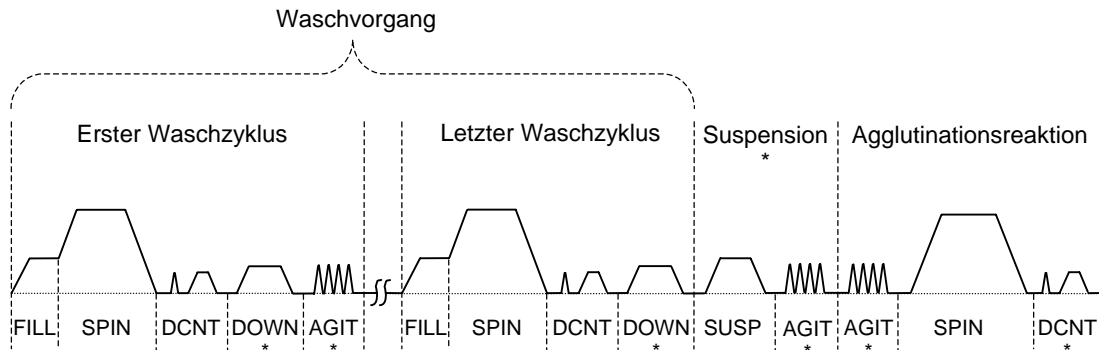 Waschvorgang
Erster Waschzyklus Letzter Waschzyklus Suspension Agglutinationsreaktion
*
FILL SPIN DCNT DOWN AGIT FILL SPIN DCNT DOWN SUSP AGIT AGIT SPIN DCNT
* * * * * *